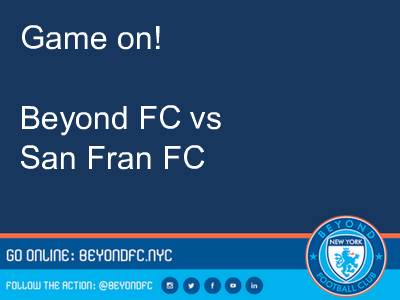 Game on!
Beyond FC vs
San Fran FC
GO ONLINE: BEYONDFC.NYC
FOLLOW THE ACTION: @BEYONDFC
BEYOND
NEW YORK
FOOTBALL CLUB